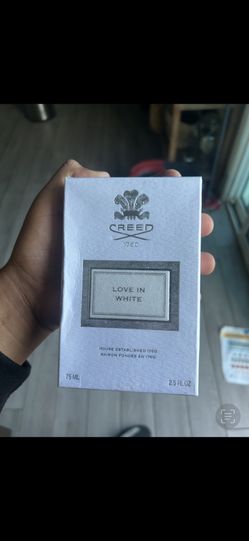 CREED
1760
LOVE IN
WHITE
HOUSE ESTABLISHED 1760
MAISON FONDÉE EN 1760
75 ML 2.5 FL.OZ